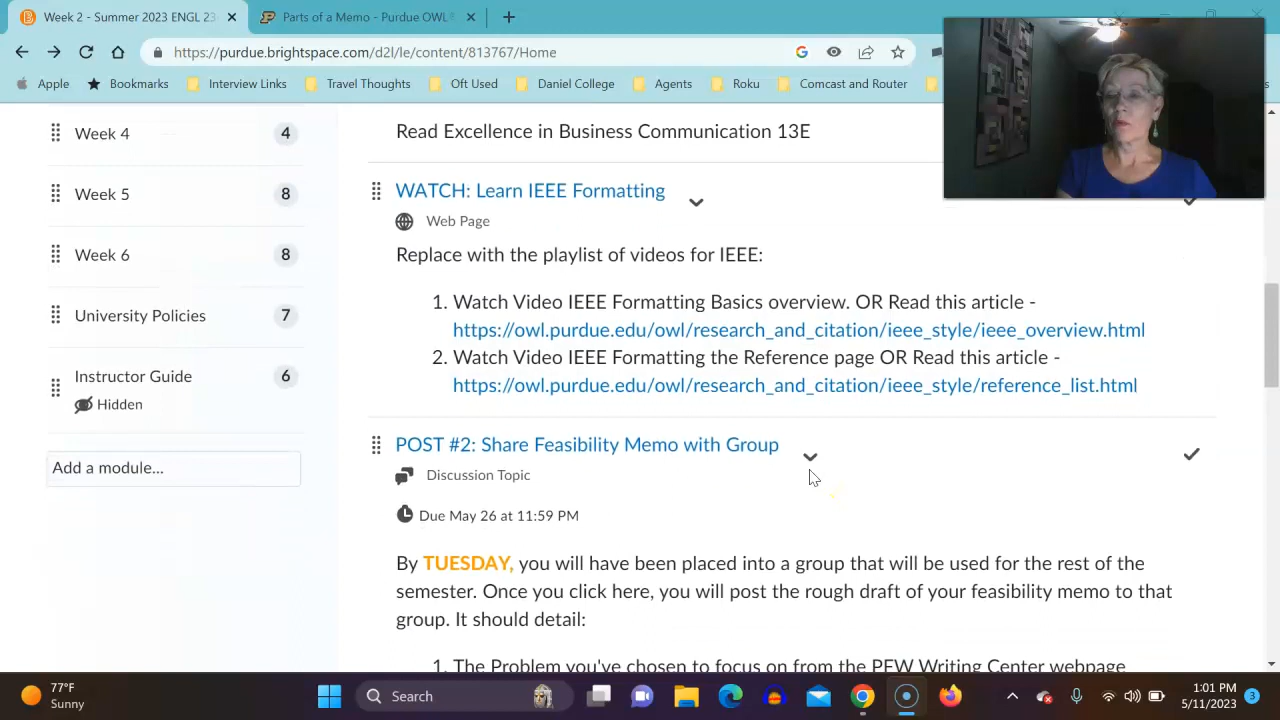 Week 2 - Summer 2023 ENGL 23
Parts of a Memo - Purdue OWL®
https://purdue.brightspace.com/d2l/le/content/813767/Home
Apple
Bookmarks
Interview Links
Travel Thoughts
Oft Used
Daniel College
Agents
Roku
Comcast and Router
Week 4
4
Week 5
8
Week 6
8
University Policies
7
Instructor Guide
6
Hidden
Add a module...
Read Excellence in Business Communication 13E
WATCH: Learn IEEE Formatting
Web Page
Replace with the playlist of videos for IEEE:
1. Watch Video IEEE Formatting Basics overview. OR Read this article -
https://owl.purdue.edu/owl/research_and_citation/ieee_style/ieee_overview.html
2. Watch Video IEEE Formatting the Reference page OR Read this article -
https://owl.purdue.edu/owl/research_and_citation/ieee_style/reference_list.html
POST #2: Share Feasibility Memo with Group
Discussion Topic
Due May 26 at 11:59 PM
By TUESDAY, you will have been placed into a group that will be used for the rest of the
semester. Once you click here, you will post the rough draft of your feasibility memo to that
group. It should detail:
1. The Problem you've chosen to focus on from the PFW Writing Center webpage
77°F
Sunny
Search
1:01 PM
5/11/2023
3